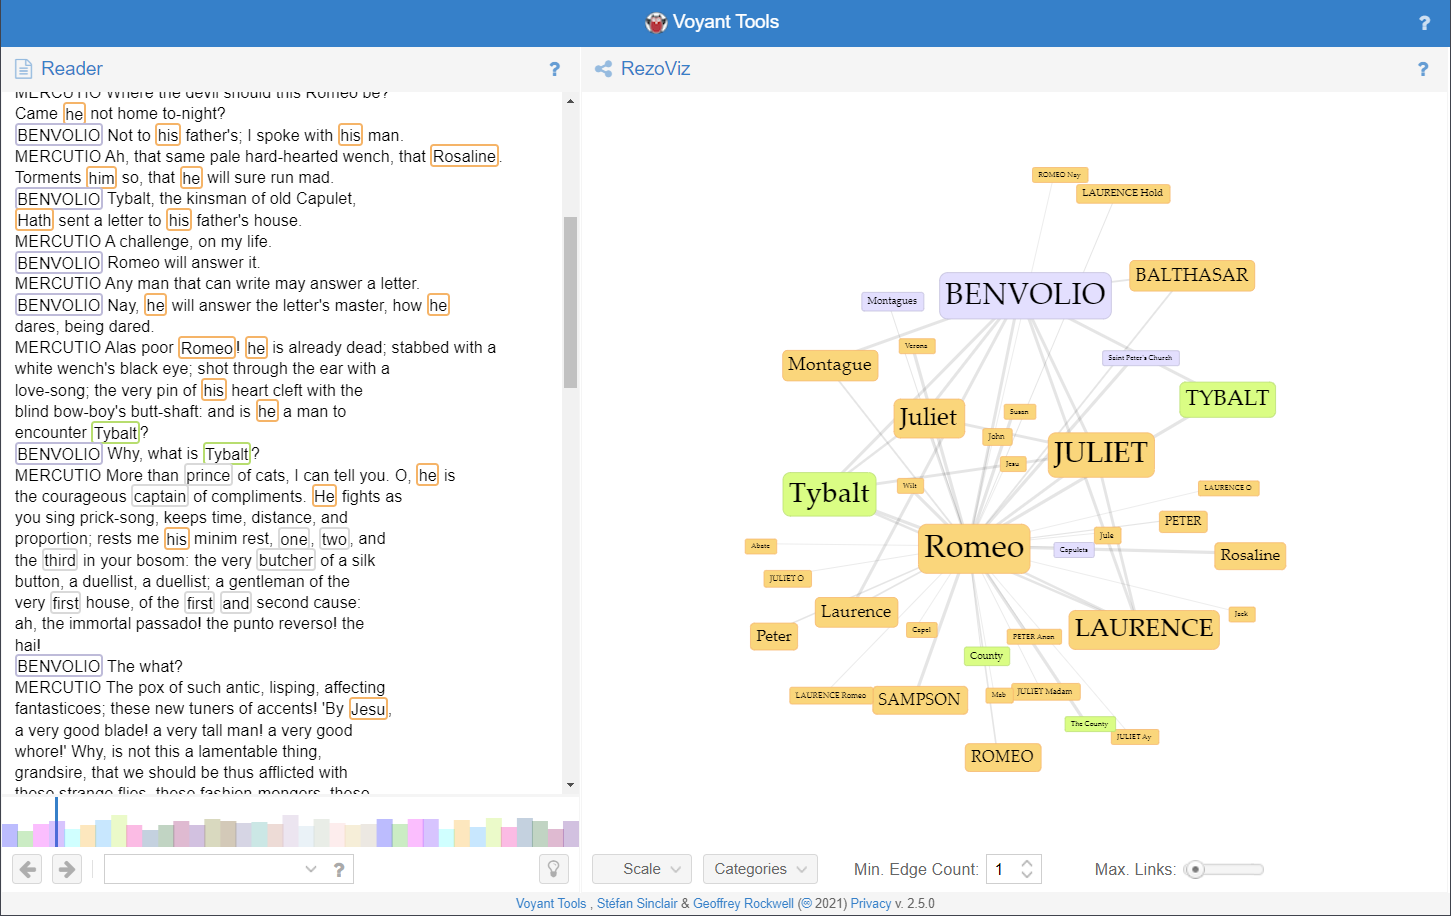 Voyant Tools
?
Reader
?
MERCUTIO Where the devil should this Romeo be?
Came he not home to-night?
BENVOLIO Not to his father's; I spoke with his man.
MERCUTIO Ah, that same pale hard-hearted wench, that Rosaline.
Torments him so, that he will sure run mad.
BENVOLIO Tybalt, the kinsman of old Capulet,
Hath sent a letter to his father's house.
MERCUTIO A challenge, on my life.
BENVOLIO Romeo will answer it.
MERCUTIO Any man that can write may answer a letter.
BENVOLIO Nay, he will answer the letter's master, how he
dares, being dared.
MERCUTIO Alas poor Romeo! he is already dead; stabbed with a
white wench's black eye; shot through the ear with a
love-song; the very pin of his heart cleft with the
blind bow-boy's butt-shaft: and is he a man to
encounter Tybalt?
BENVOLIO Why, what is Tybalt?
MERCUTIO More than prince of cats, I can tell you. O, he is
the courageous captain of compliments. He fights as
you sing prick-song, keeps time, distance, and
proportion; rests me his minim rest, one, two, and
the third in your bosom: the very butcher of a silk
button, a duellist, a duellist; a gentleman of the
very first house, of the first and second cause:
ah, the immortal passado! the punto reverso! the
hai!
BENVOLIO The what?
MERCUTIO The pox of such antic, lisping, affecting
fantasticoes; these new tuners of accents! 'By Jesu,
a very good blade! a very tall man! a very good
whore!' Why, is not this a lamentable thing,
grandsire, that we should be thus afflicted with
these strange flies, these fashion-mongers, these
?
RezoViz
?
ROMEO Nay
LAURENCE Hold
BALTHASAR
BENVOLIO
Montagues
Verona
Saint Peter's Church
Montague
TYBALT
Juliet
Susan
John
JULIET
Jesu
Tybalt
Wilt
LAURENCE O
PETER
Jule
Romeo
Capulets
Rosaline
Abate
JULIET O
Laurence
Jack
Capel
LAURENCE
Peter
PETER Anon
County
LAURENCE Romeo
SAMPSON
Mab
JULIET Madam
The County
JULIET Ay
ROMEO
Scale
Categories
Min. Edge Count:
1
Max. Links:
Voyant Tools , Stéfan Sinclair & Geoffrey Rockwell (© 2021) Privacy v. 2.5.0